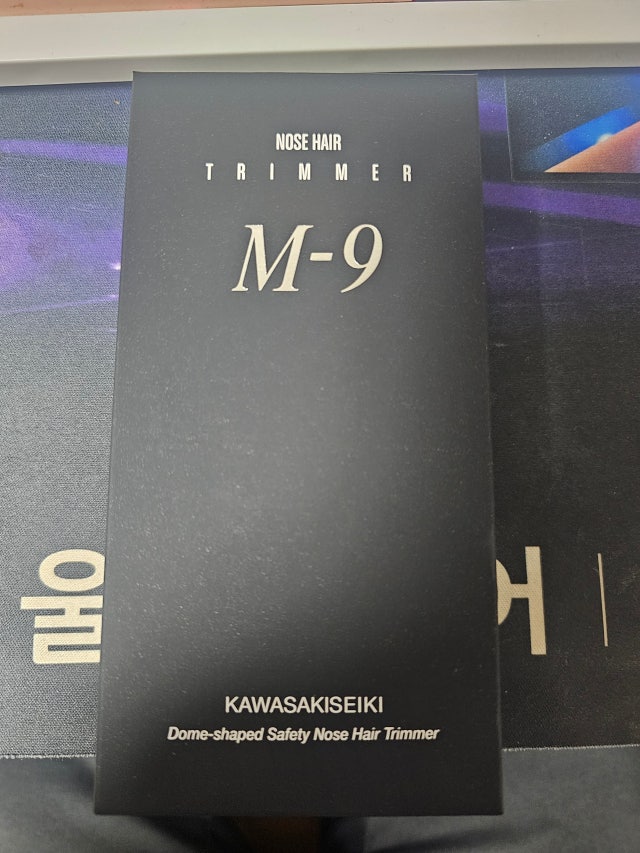 NOSE HAIR
TRIMMER
M-9
KAWASAKISEIKI
Dome-shaped Safety Nose Hair Trimmer